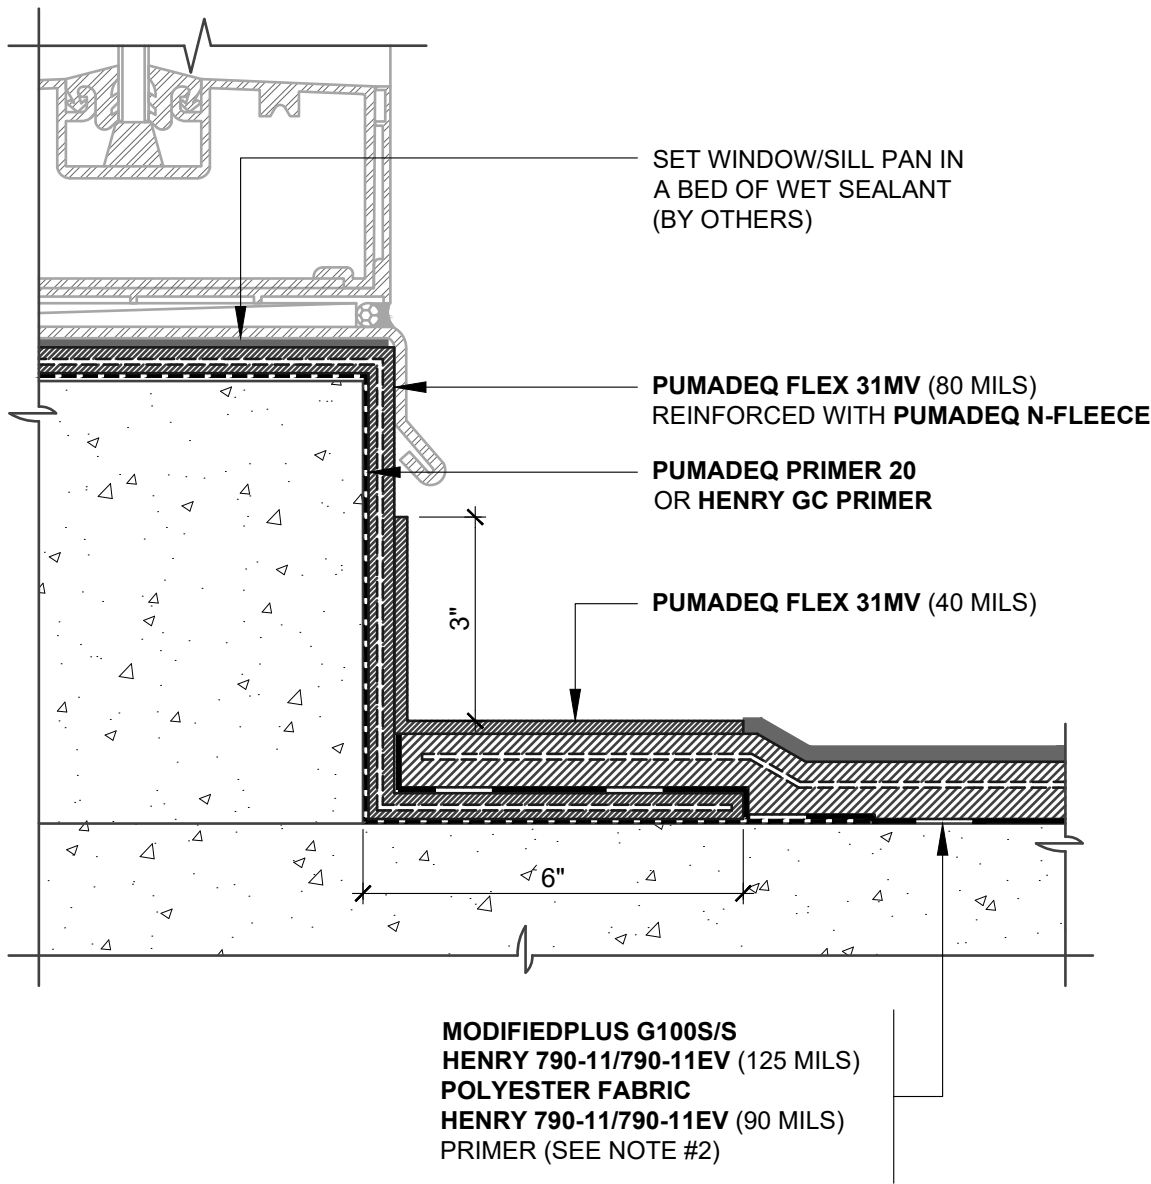 SET WINDOW/SILL PAN IN
A BED OF WET SEALANT
(BY OTHERS)
PUMADEQ FLEX 31MV (80 MILS)
REINFORCED WITH PUMADEQ N-FLEECE
PUMADEQ PRIMER 20
OR HENRY GC PRIMER
3"
PUMADEQ FLEX 31MV (40 MILS)
6"
MODIFIEDPLUS G100S/S
HENRY 790-11/790-11EV (125 MILS)
POLYESTER FABRIC
HENRY 790-11/790-11EV (90 MILS)
PRIMER (SEE NOTE #2)